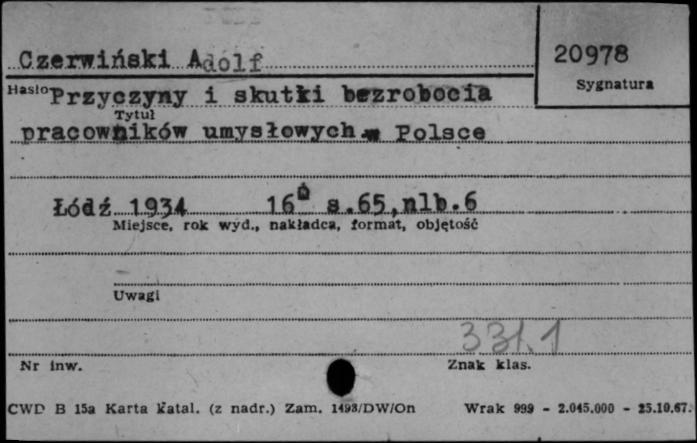 Czerwiński Adolf
20978
Sygnatura
Hasło
Przyczyny i skutki bezrobocia
Tytuł
pracowników umysłowych w Polsce
Łódź 1934 16° s.65,nlb.6
Miejsce, rok wyd., nakładca, format, objętość
Uwagi
331.1
Nr inw.
Znak klas.
CWD B 15a Karta katal. (z nadr.) Zam. 1493/DW/On Wrak 999 - 2.045.000 - 25.10.67.